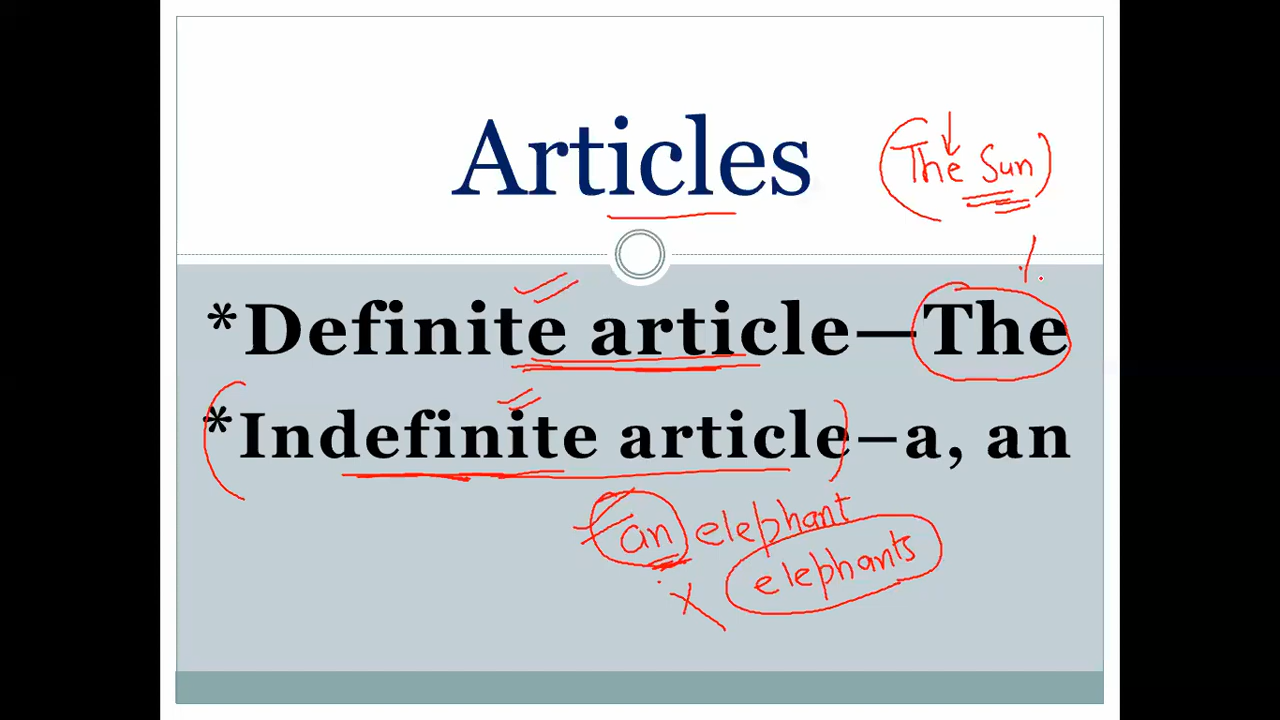 Articles
The Sun
*Definite article—The
*Indefinite article–a, an
an elephant
x elephants